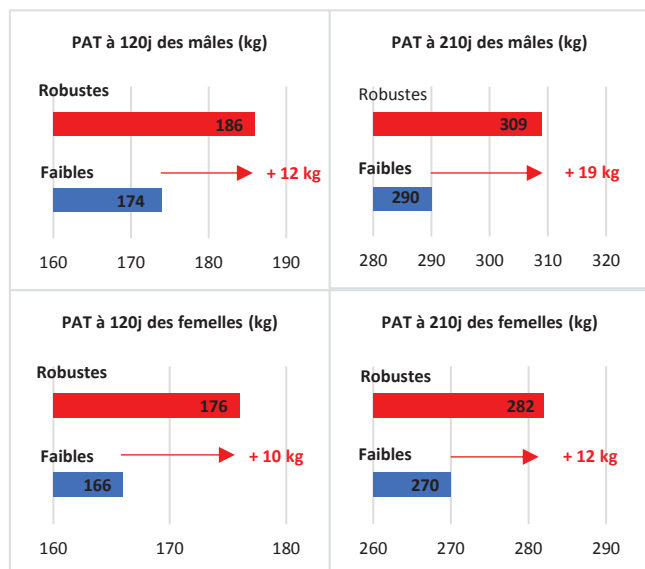 PAT à 120j des mâles (kg)
Robustes
186
Faibles
+ 12 kg
174
160 170 180 190
PAT à 210j des mâles (kg)
Robustes
309
Faibles
+ 19 kg
290
280 290 300 310 320
PAT à 120j des femelles (kg)
Robustes
176
Faibles
+ 10 kg
166
160 170 180
PAT à 210j des femelles (kg)
Robustes
282
Faibles
+ 12 kg
270
260 270 280 290